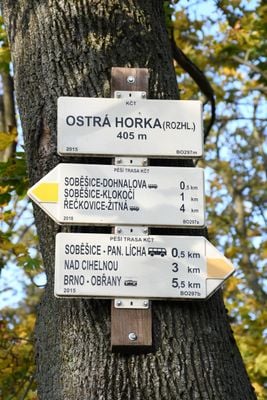 KČT
OSTRÁ HORKA (ROZHL.)
405 m
2015 BO297m
PĚŠÍ TRASA KČT
SOBĚŠICE-DOHNALOVA 0,5 km
SOBĚŠICE-KLOKOČÍ 1 km
ŘEČKOVICE-ŽITNÁ 4 km
2018 BO297a
PĚŠÍ TRASA KČT
SOBĚŠICE - PAN. LÍCHA 0,5 km
NAD CIHELNOU 3 km
BRNO - OBŘANY 5,5 km
2015 BO297b